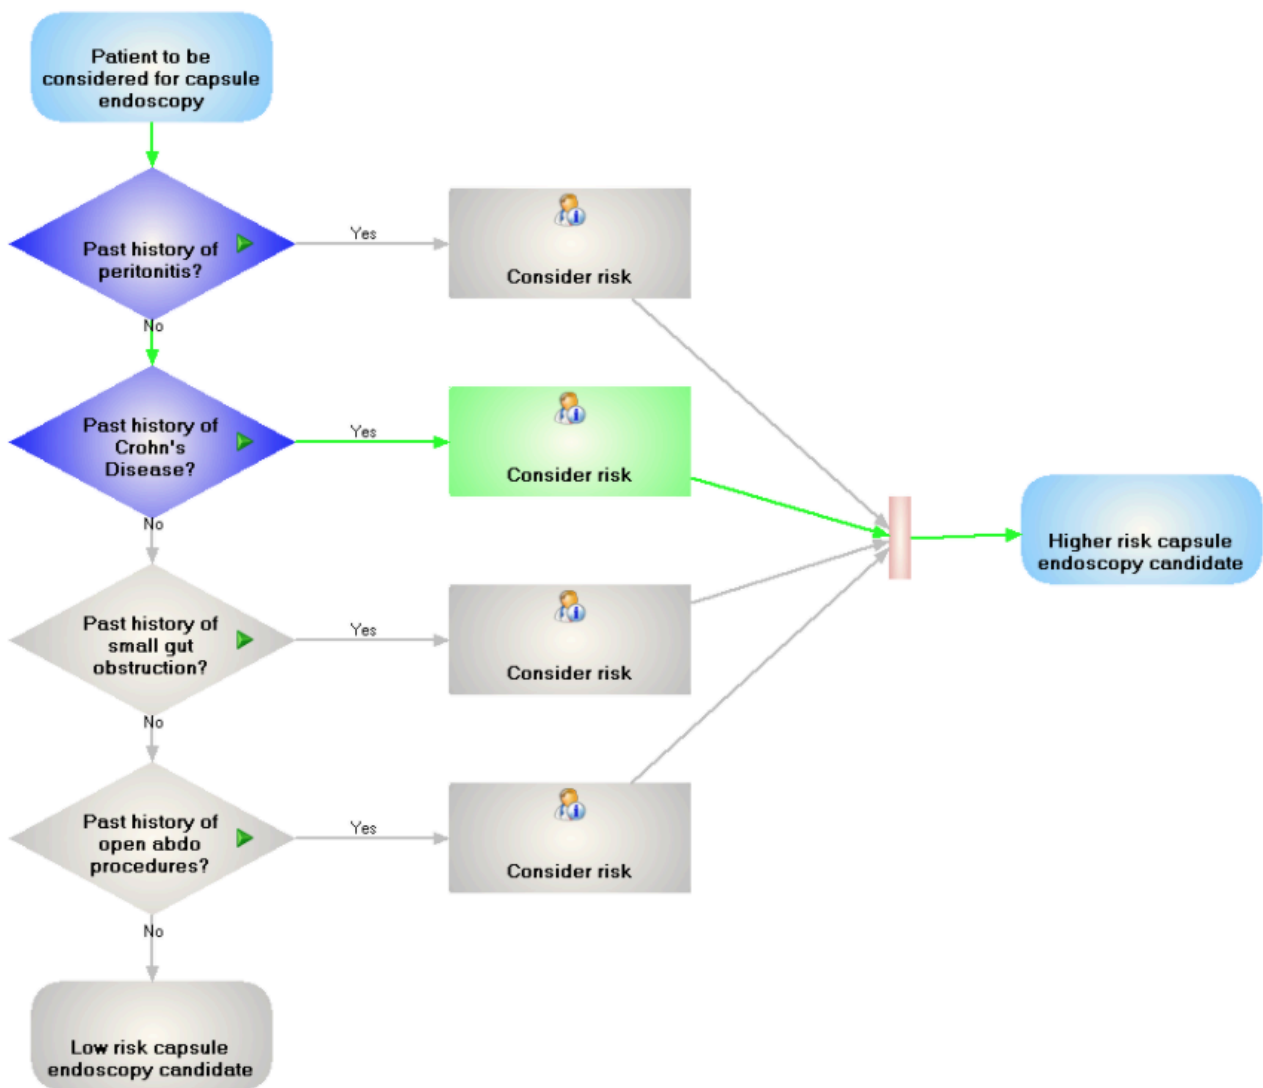 Patient to be
considered for capsule
endoscopy
Past history of
peritonitis?
Yes
Consider risk
No
Past history of
Crohn's
Disease?
Yes
Consider risk
No
Higher risk capsule
endoscopy candidate
Past history of
small gut
obstruction?
Yes
Consider risk
No
Past history of
open abdo
procedures?
Yes
Consider risk
No
Low risk capsule
endoscopy candidate